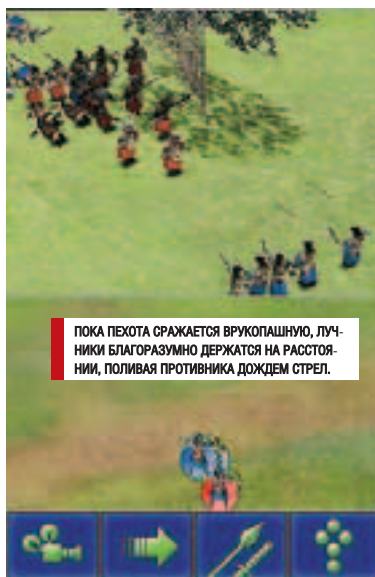 ПОКА ПЕХОТА СРАЖАЕТСЯ ВРУКОПАШНУЮ, ЛУЧ-
НИКИ БЛАГОРАЗУМНО ДЕРЖАТСЯ НА РАССТОЯ-
НИИ, ПОЛИВАЯ ПРОТИВНИКА ДОЖДЕМ СТРЕЛ.